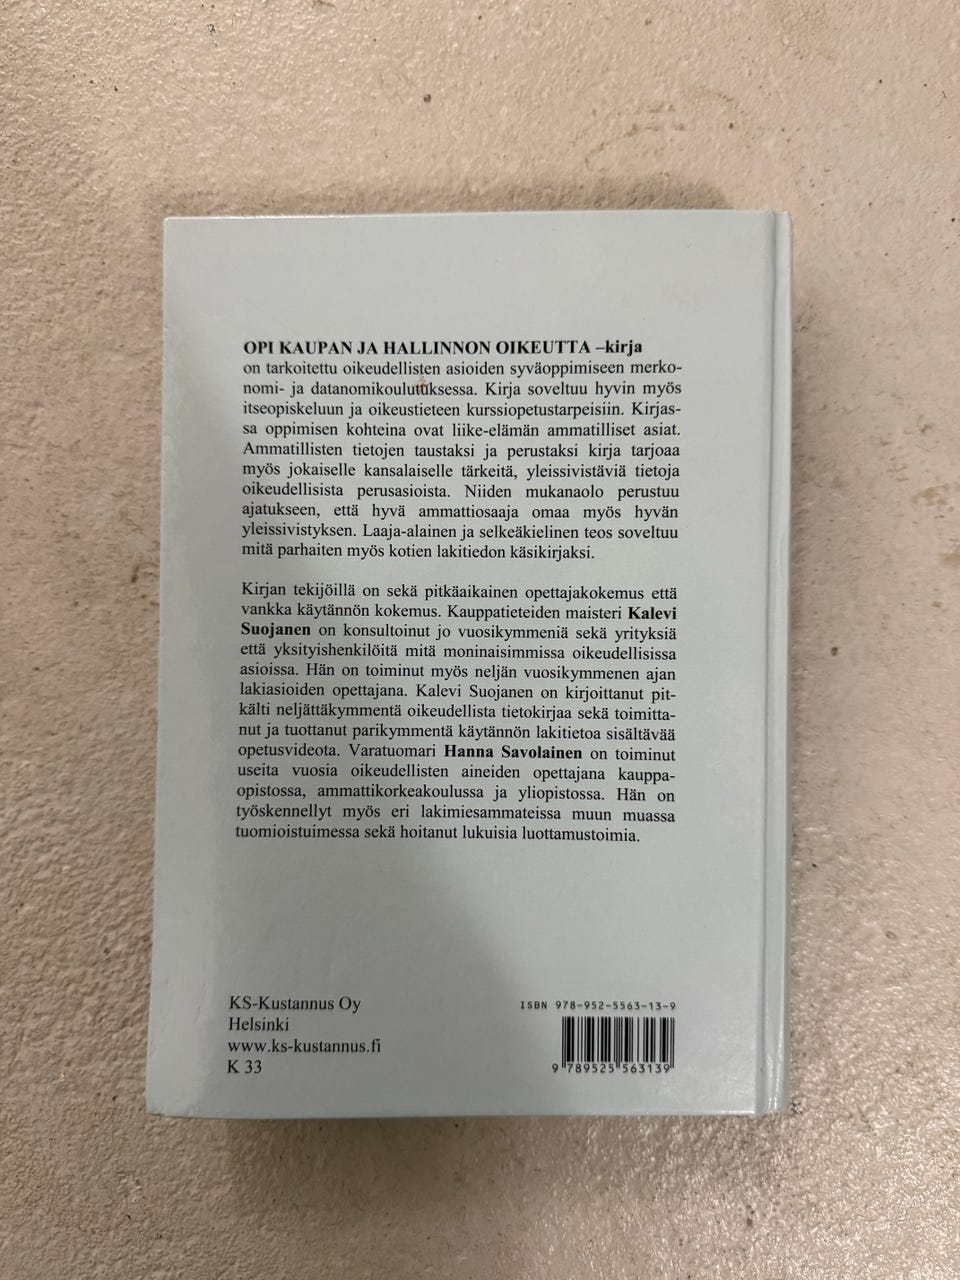 OPI KAUPAN JA HALLINNON OIKEUTTA –kirja
on tarkoitettu oikeudellisten asioiden syväoppimiseen merko-
nomi- ja datanomikoulutuksessa. Kirja soveltuu hyvin myös
itseopiskeluun ja oikeustieteen kurssiopetustarpeisiin. Kirjas-
sa oppimisen kohteina ovat liike-elämän ammatilliset asiat.
Ammatillisten tietojen taustaksi ja perustaksi kirja tarjoaa
myös jokaiselle kansalaiselle tärkeitä, yleissivistäviä tietoja
oikeudellisista perusasioista. Niiden mukanaolo perustuu
ajatukseen, että hyvä ammattiosaaja omaa myös hyvän
yleissivistyksen. Laaja-alainen ja selkeäkielinen teos soveltuu
mitä parhaiten myös kotien lakitiedon käsikirjaksi.
Kirjan tekijöillä on sekä pitkäaikainen opettajakokemus että
vankka käytännön kokemus. Kauppatieteiden maisteri Kalevi
Suojanen on konsultoinut jo vuosikymmeniä sekä yrityksiä
että yksityishenkilöitä mitä moninaisimmissa oikeudellisissa
asioissa. Hän on toiminut myös neljän vuosikymmenen ajan
lakiasioiden opettajana. Kalevi Suojanen on kirjoittanut pit-
kälti neljättäkymmentä oikeudellista tietokirjaa sekä toimitta-
nut ja tuottanut parikymmentä käytännön lakitietoa sisältävää
opetusvideota. Varatuomari Hanna Savolainen on toiminut
useita vuosia oikeudellisten aineiden opettajana kauppa-
opistossa, ammattikorkeakoulussa ja yliopistossa. Hän on
työskennellyt myös eri lakimiesammateissa muun muassa
tuomioistuimessa sekä hoitanut lukuisia luottamustoimia.
KS-Kustannus Oy
Helsinki
www.ks-kustannus.fi
K 33
ISBN 978-952-5563-13-9
9 789525 563139